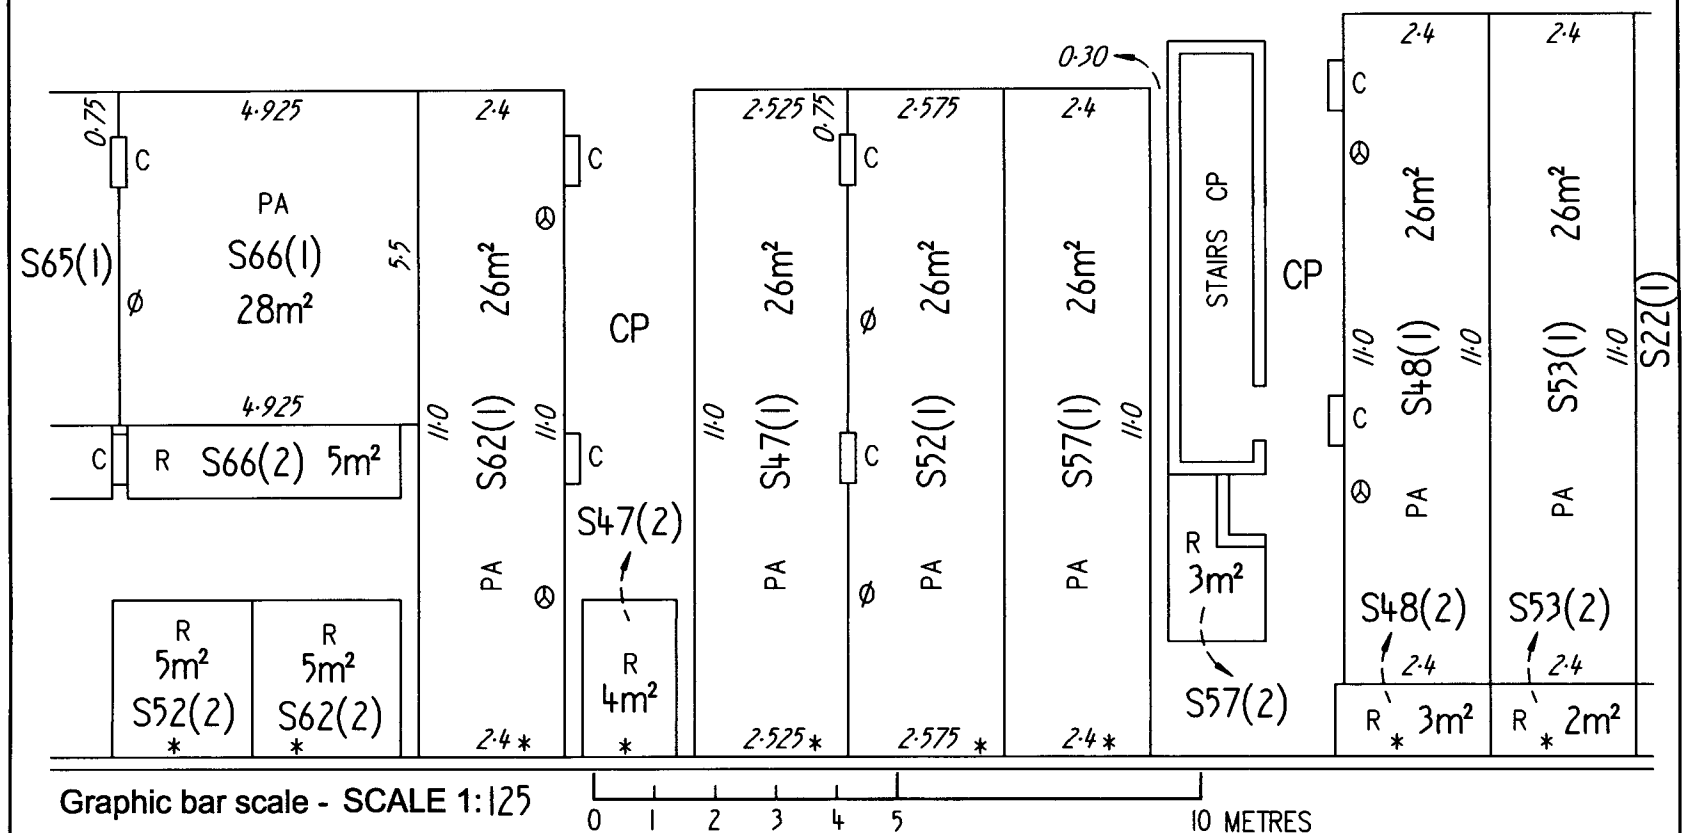 2·4
2·4
0·30
0·75
4·925
2·4
2·525
0·75
2·575
2·4
C
C
C
C
PA
S65(1)
S66(1)
28m²
5·5
Ø
26m²
26m²
26m²
26m²
STAIRS CP
CP
26m²
26m²
S22(1)
CP
Ø
4·925
11·0
S62(1)
11·0
11·0
S47(1)
S52(1)
S57(1)
11·0
11·0
S48(1)
11·0
S53(1)
11·0
C
R S66(2) 5m²
C
C
C
S47(2)
PA
PA
PA
PA
PA
PA
Ø
R
3m²
S57(2)
S48(2)
S53(2)
2·4
2·4
R
5m²
S52(2)
*
R
5m²
S62(2)
*
R
4m²
*
2·4 *
2·525 *
2·575 *
2·4 *
R 3m²
*
R 2m²
*
Graphic bar scale - SCALE 1:125
0 1 2 3 4 5 10 METRES